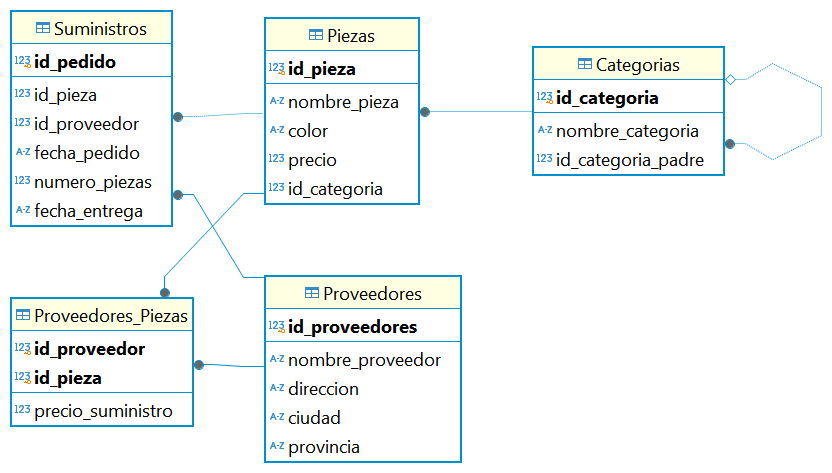 Suministros
123 id_pedido
123 id_pieza
123 id_proveedor
A-Z fecha_pedido
123 numero_piezas
A-Z fecha_entrega
Piezas
123 id_pieza
A-Z nombre_pieza
A-Z color
123 precio
123 id_categoria
Categorias
123 id_categoria
A-Z nombre_categoria
123 id_categoria_padre
Proveedores_Piezas
123 id_proveedor
123 id_pieza
123 precio_suministro
Proveedores
123 id_proveedores
A-Z nombre_proveedor
A-Z direccion
A-Z ciudad
A-Z provincia